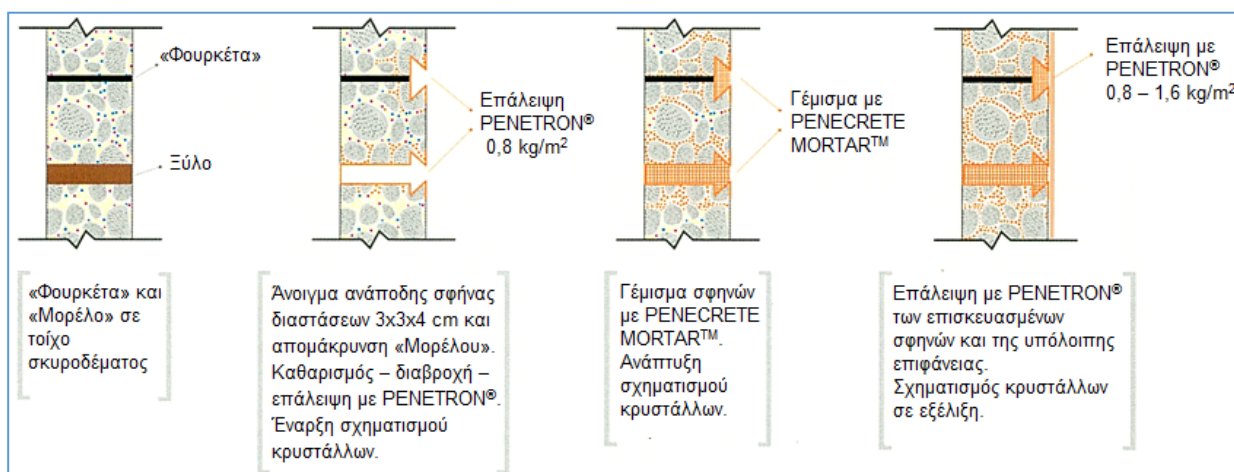 «Φουρκέτα»
Ξύλο
Επάλειψη
PENETRON®
0,8 kg/m²
Γέμισμα με
PENECRETE
MORTAR™
Επάλειψη με
PENETRON®
0,8 – 1,6 kg/m²
«Φουρκέτα» και
«Μορέλο» σε
τοίχο
σκυροδέματος
Άνοιγμα ανάποδης σφήνας
διαστάσεων 3x3x4 cm και
απομάκρυνση «Μορέλου».
Καθαρισμός – διαβροχή –
επάλειψη με PENETRON®.
Έναρξη σχηματισμού
κρυστάλλων.
Γέμισμα σφηνών
με PENECRETE
MORTAR™.
Ανάπτυξη
σχηματισμού
κρυστάλλων.
Επάλειψη με PENETRON®
των επισκευασμένων
σφηνών και της υπόλοιπης
επιφάνειας.
Σχηματισμός κρυστάλλων
σε εξέλιξη.